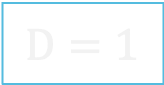 D = 1